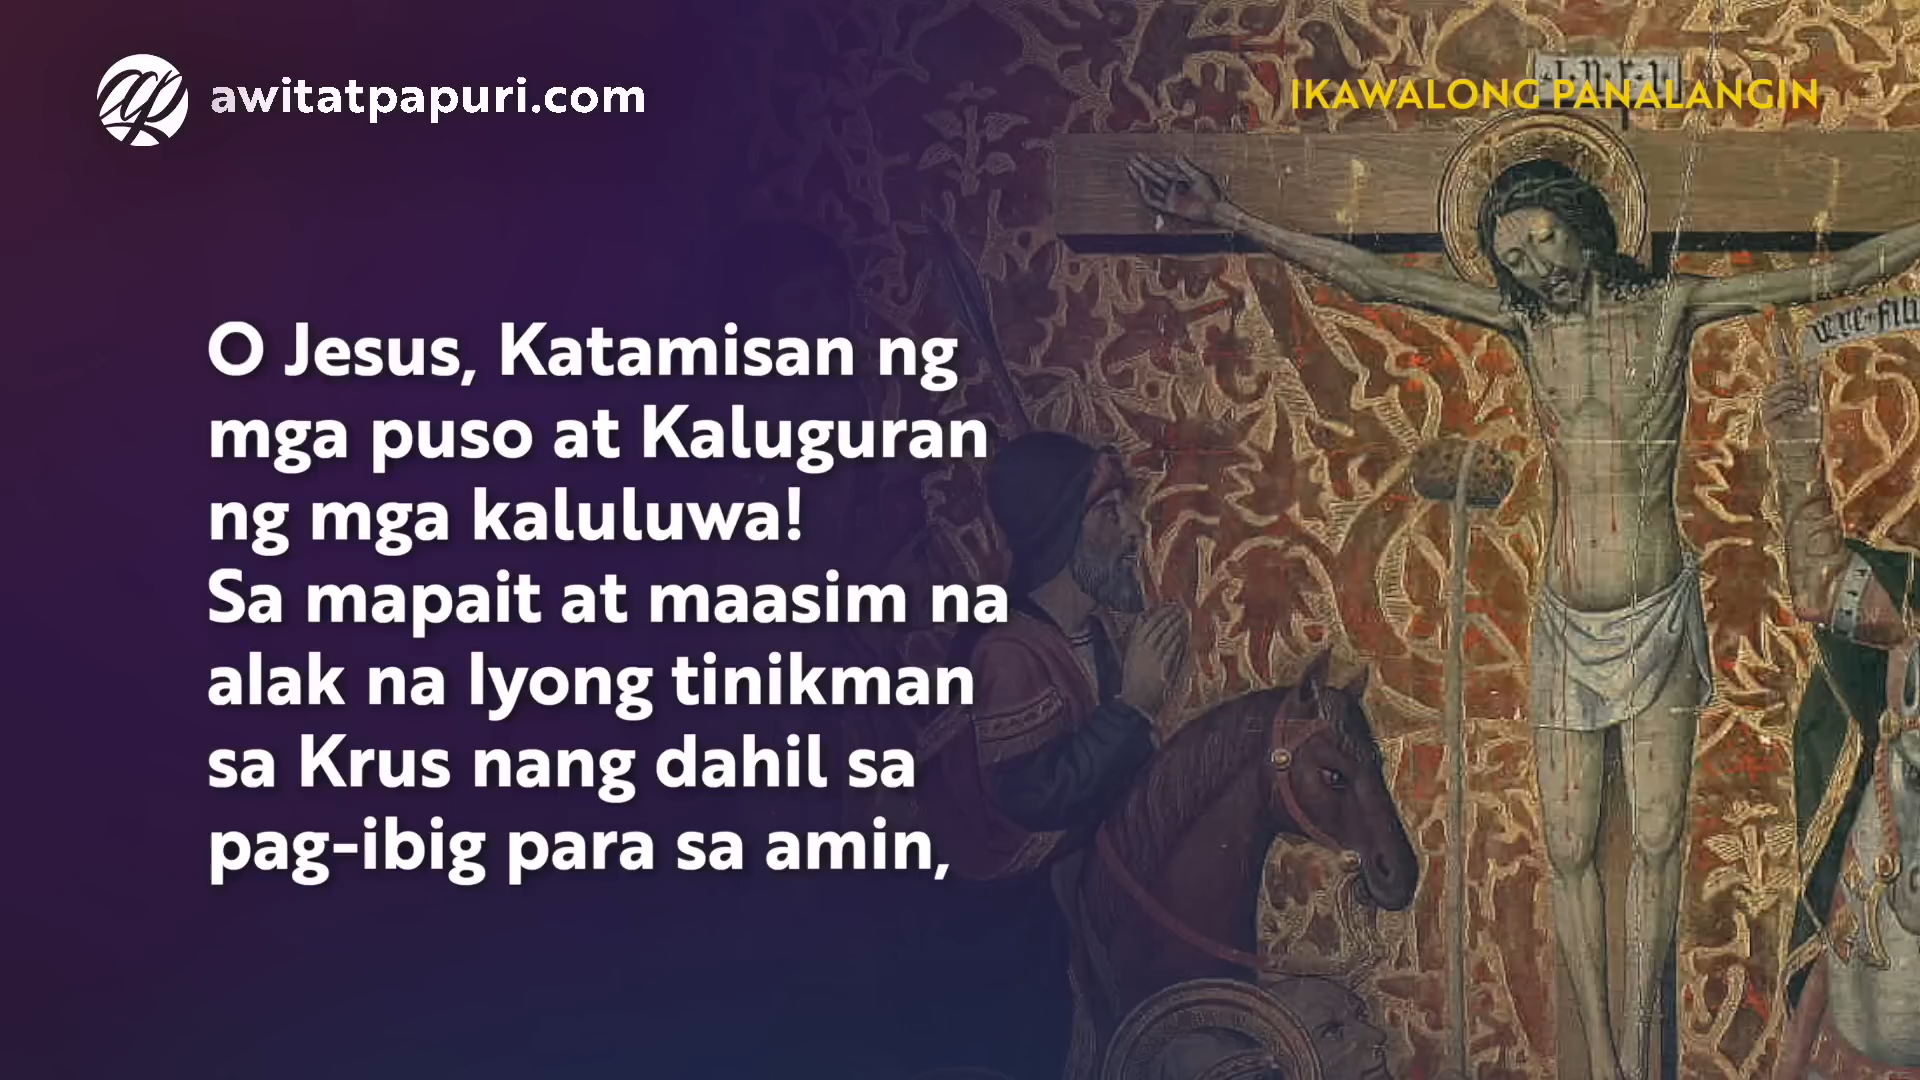 awitatpapuri.com
IKAWALONG PANALANGIN
O Jesus, Katamisan ng
mga puso at Kaluguran
ng mga kaluluwa!
Sa mapait at maasim na
alak na Iyong tinikman
sa Krus nang dahil sa
pag-ibig para sa amin,